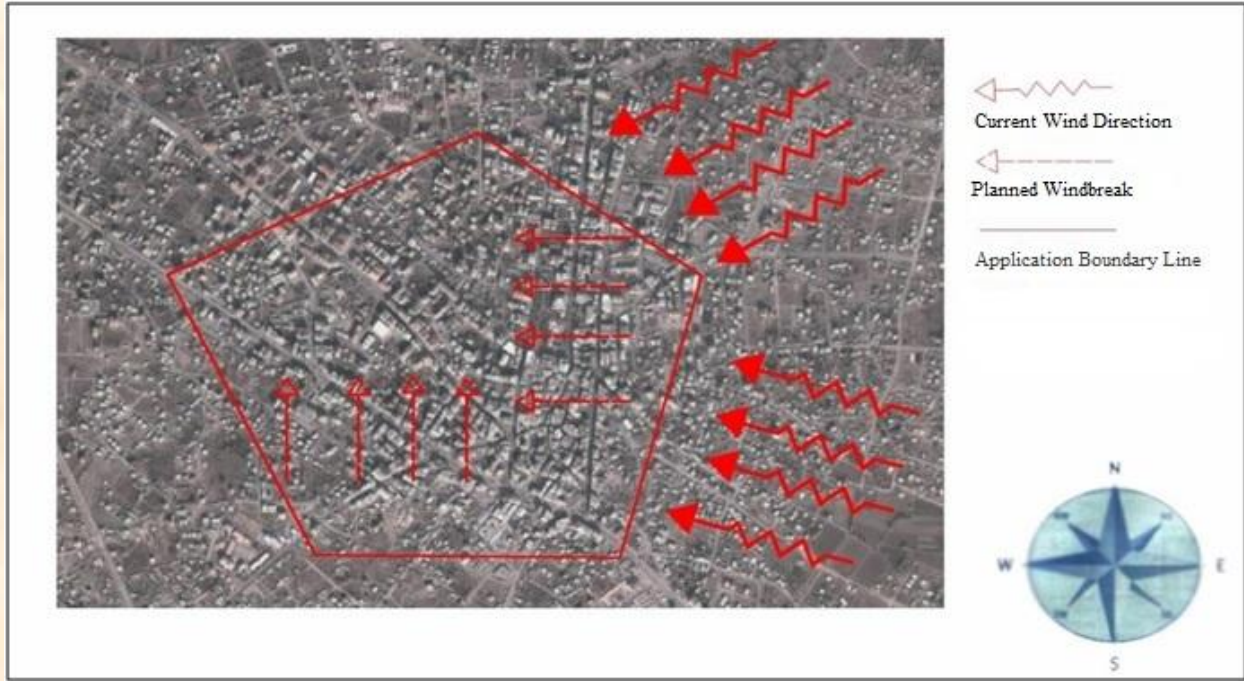 Current Wind Direction
Planned Windbreak
Application Boundary Line
N
W
E
S